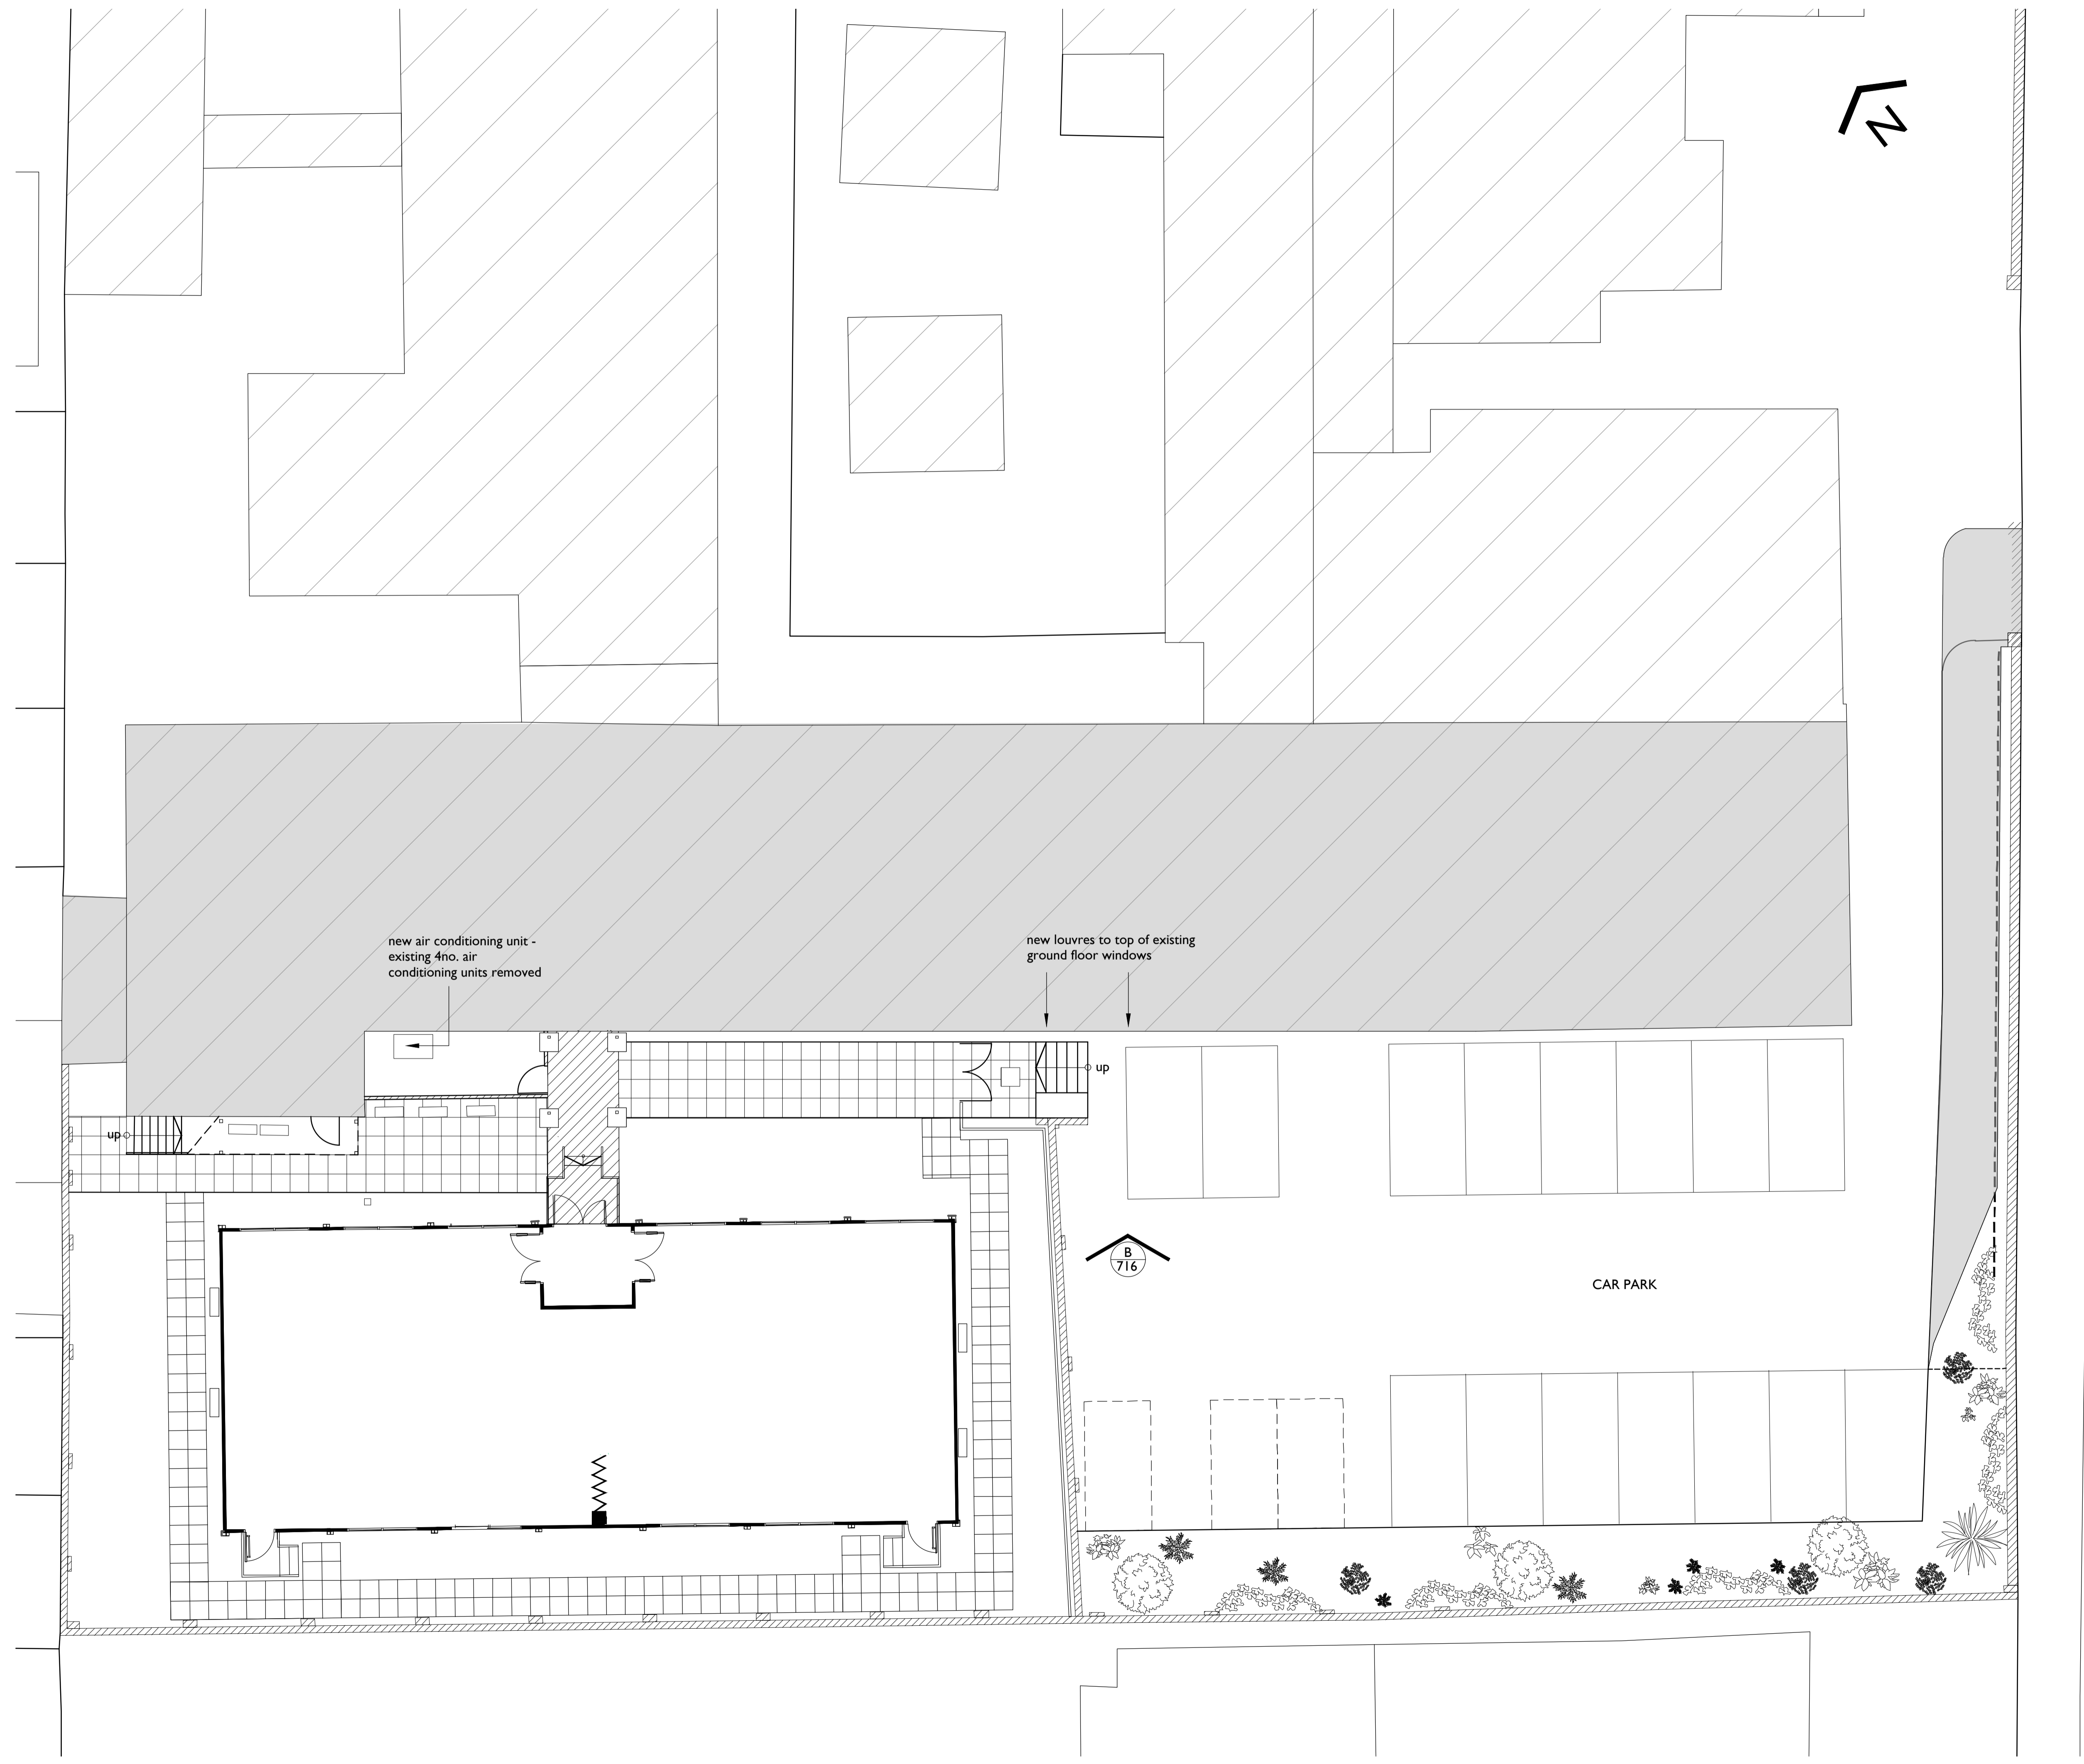 N
new air conditioning unit -
existing 4no. air
conditioning units removed
new louvres to top of existing
ground floor windows
up
up
B
716
CAR PARK